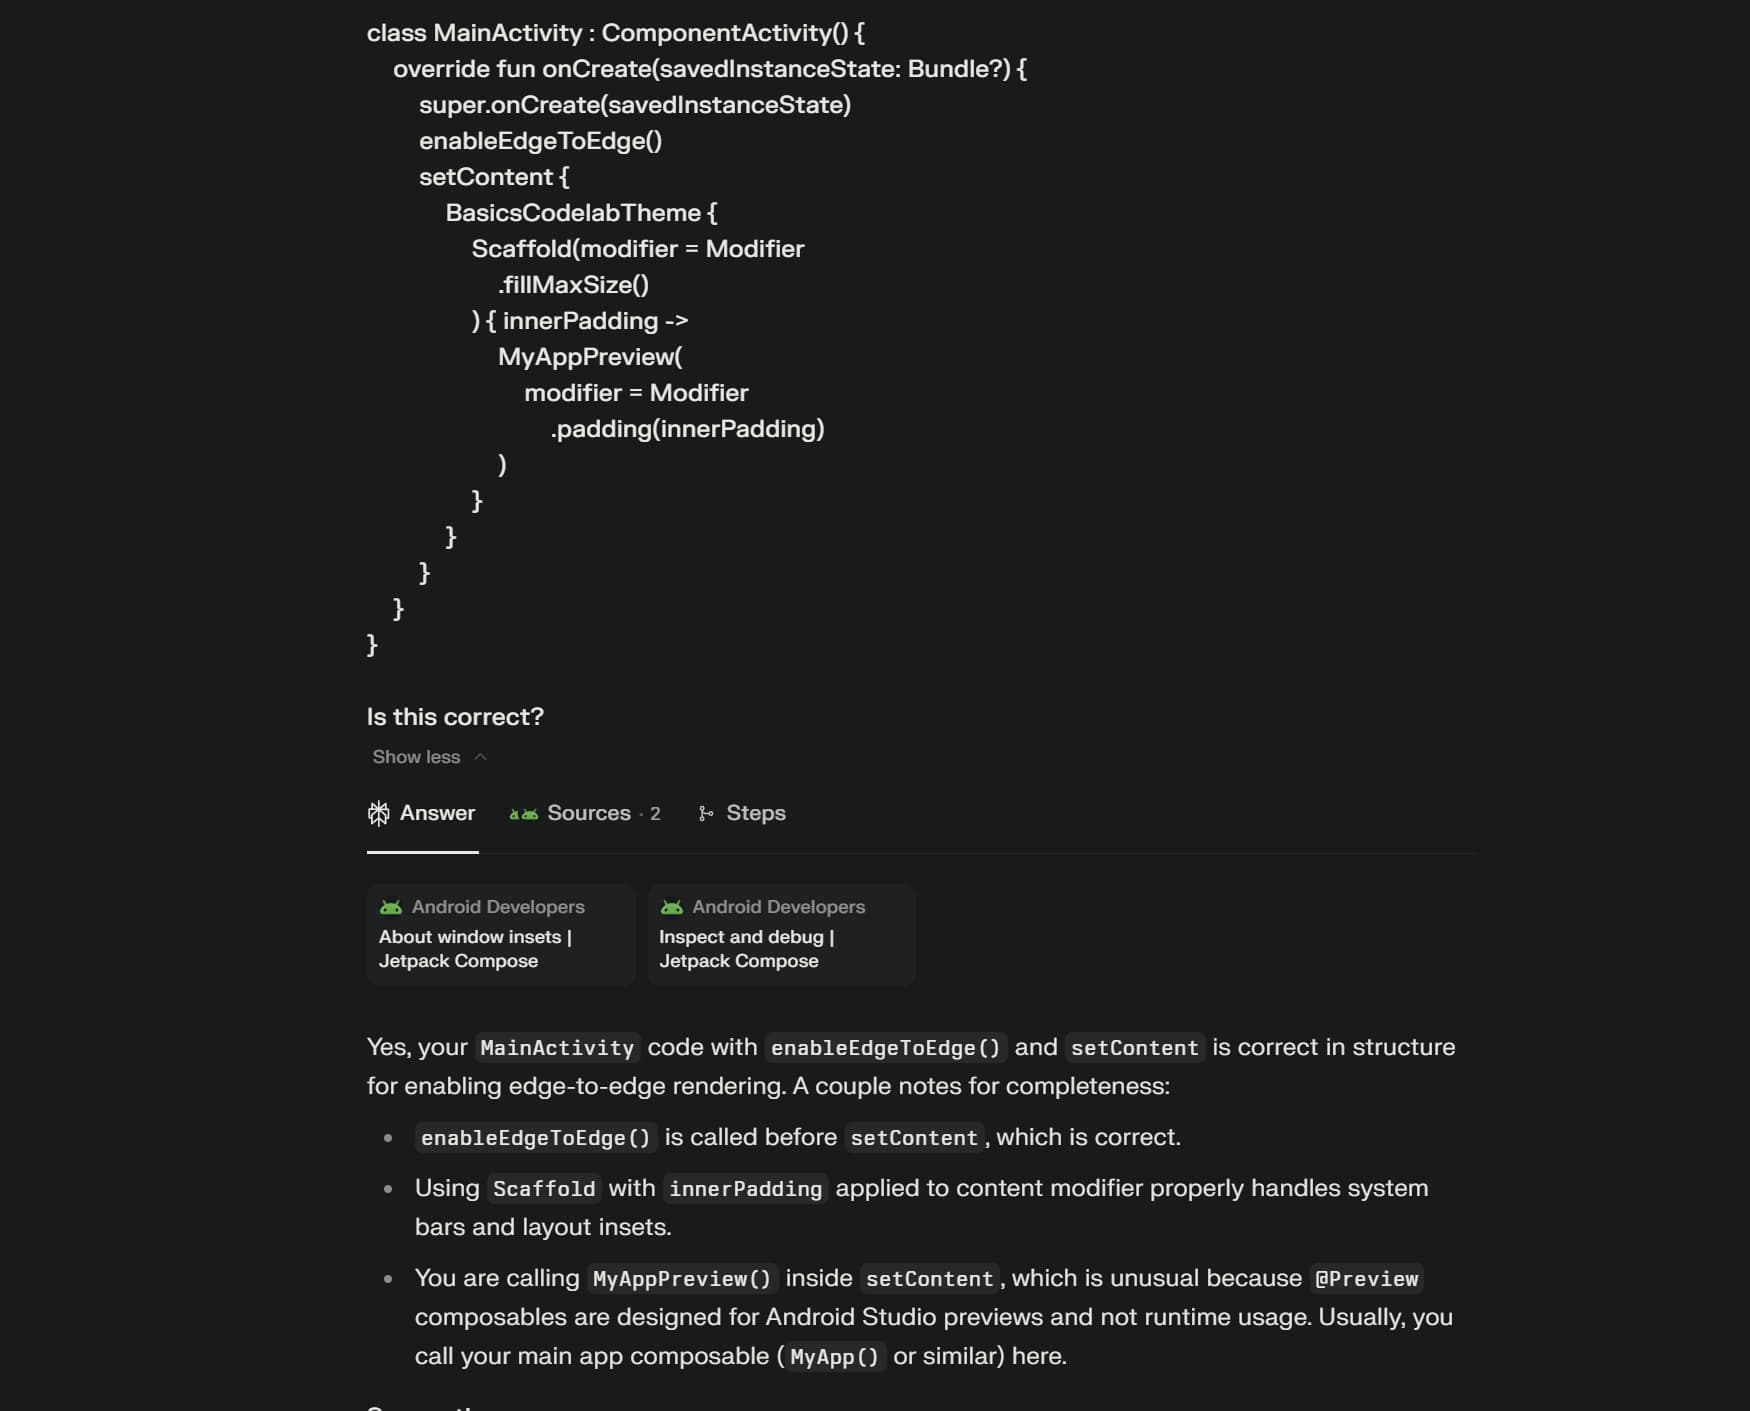 class MainActivity : ComponentActivity() {
override fun onCreate(savedInstanceState: Bundle?) {
super.onCreate(savedInstanceState)
enableEdgeToEdge()
setContent {
BasicsCodelabTheme {
Scaffold(modifier = Modifier
.fillMaxSize()
) { innerPadding ->
MyAppPreview(
modifier = Modifier
.padding(innerPadding)
)
}
}
}
}
}
Is this correct?
Show less
Answer Sources · 2 Steps
Android Developers Android Developers
About window insets | Inspect and debug |
Jetpack Compose Jetpack Compose
Yes, your MainActivity code with enableEdgeToEdge() and setContent is correct in structure
for enabling edge-to-edge rendering. A couple notes for completeness:
• enableEdgeToEdge() is called before setContent, which is correct.
• Using Scaffold with innerPadding applied to content modifier properly handles system
bars and layout insets.
• You are calling MyAppPreview() inside setContent, which is unusual because @Preview
composables are designed for Android Studio previews and not runtime usage. Usually, you
call your main app composable (MyApp() or similar) here.